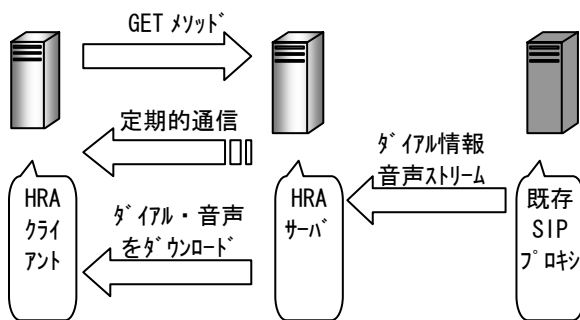 GET メソッド
定期的通信
ダイアル情報
音声ストリーム
HRA
クライ
アント
ダイアル・音声
をダウンロード
HRA
サーバ
既存
SIP
プロキシ